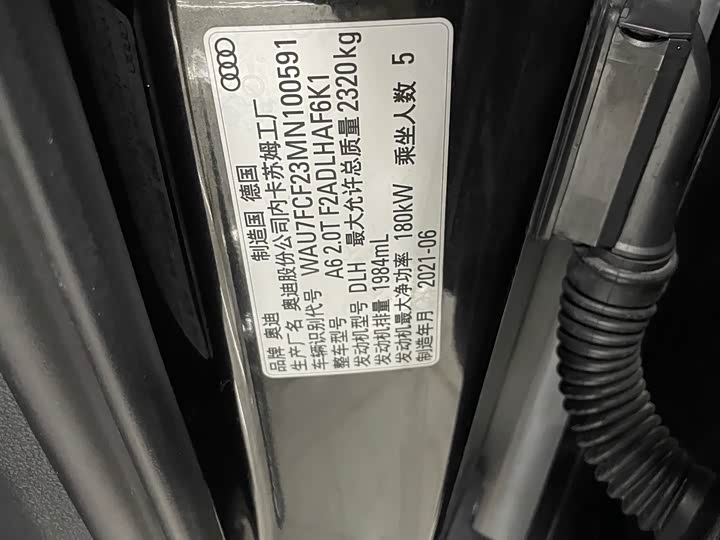 品牌 奥迪 制造国 德国
生产厂名 奥迪股份公司内卡苏姆工厂
车辆识别代号 WAU7FCF23MN100591
整车型号 A6 2.0T F2ADLHAF6K1
发动机型号 DLH 最大允许总质量 2320kg
发动机排量 1984mL
发动机最大净功率 180kW 乘坐人数 5
制造年月 2021-06